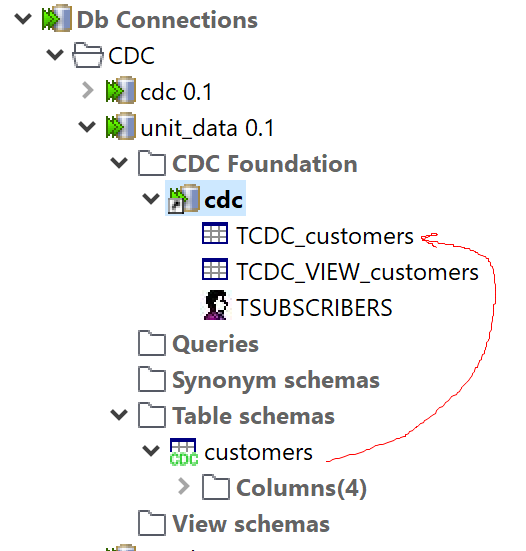 Db Connections
CDC
cdc 0.1
unit_data 0.1
CDC Foundation
cdc
TCDC_customers
TCDC_VIEW_customers
TSUBSCRIBERS
Queries
Synonym schemas
Table schemas
CDC customers
Columns(4)
View schemas